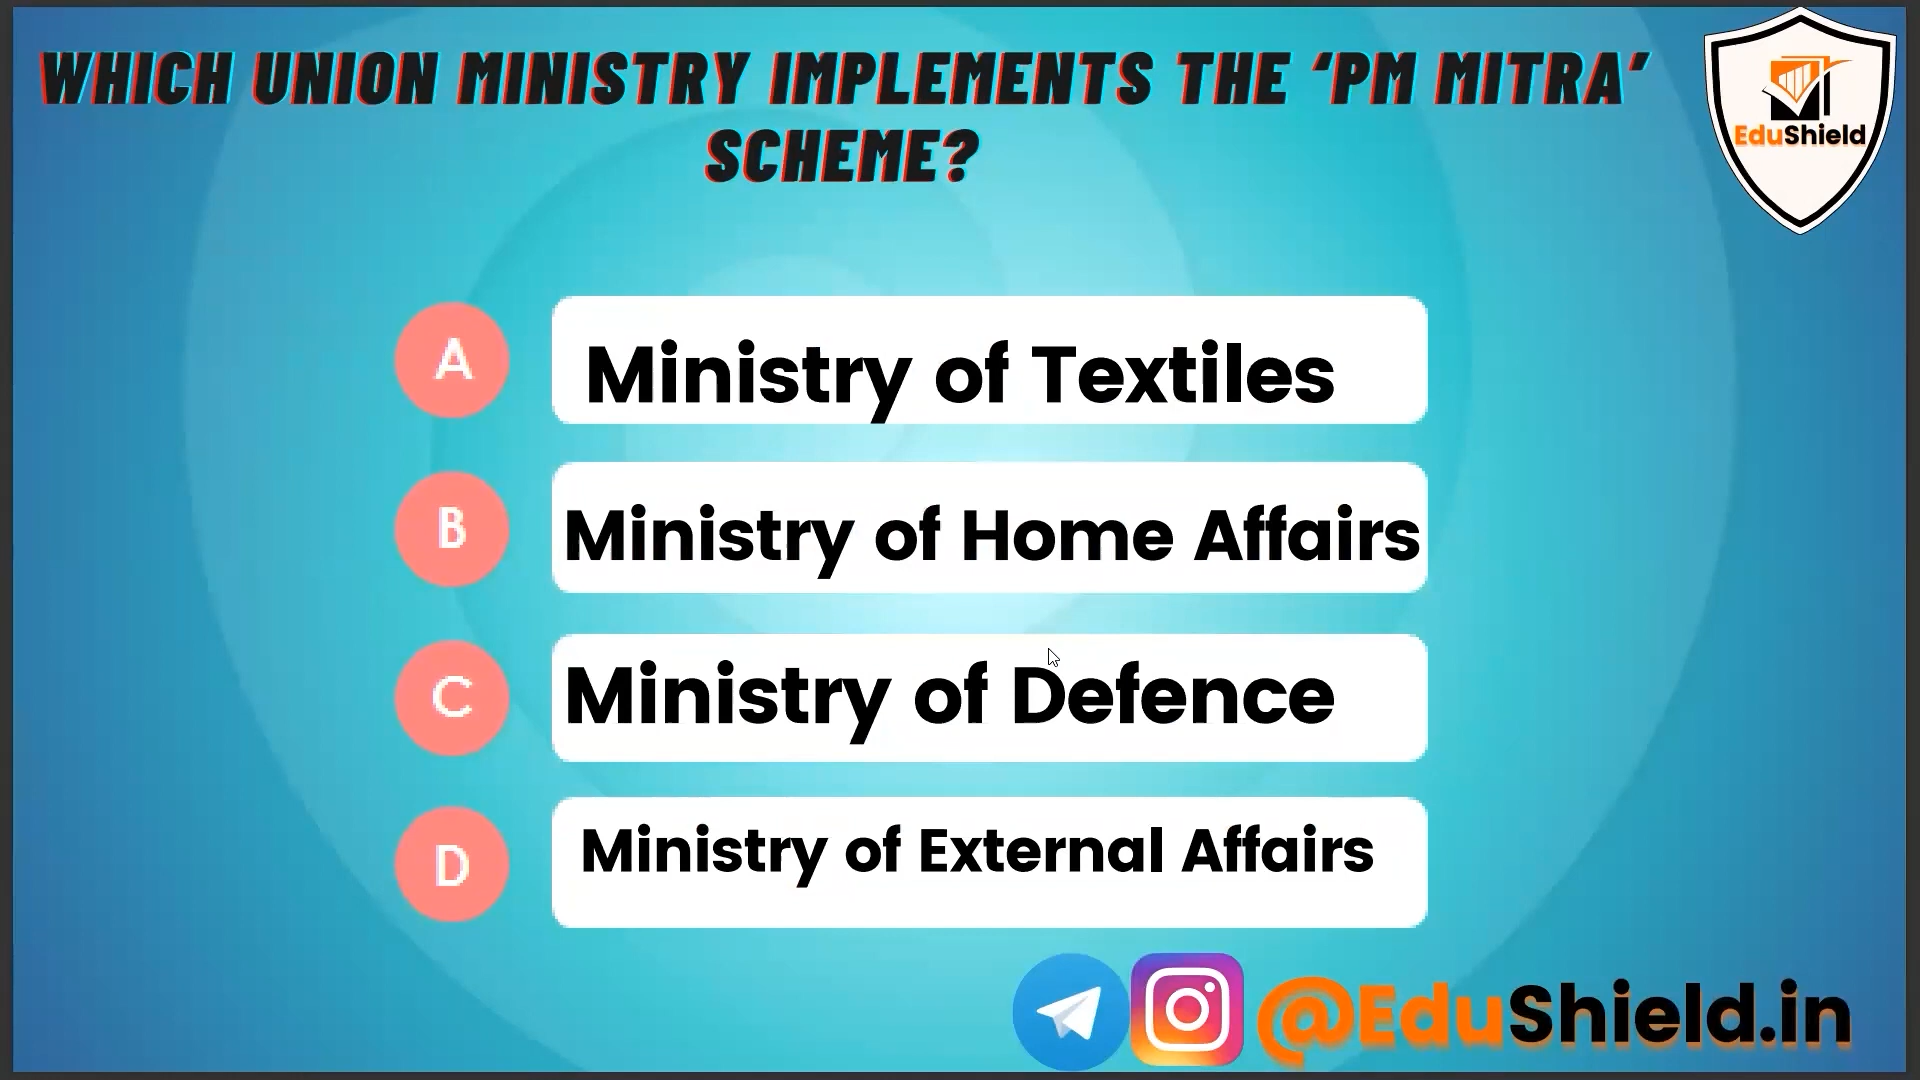 WHICH UNION MINISTRY IMPLEMENTS THE ‘PM MITRA’
SCHEME?
EduShield
A
Ministry of Textiles
B
Ministry of Home Affairs
C
Ministry of Defence
D
Ministry of External Affairs
@EduShield.in